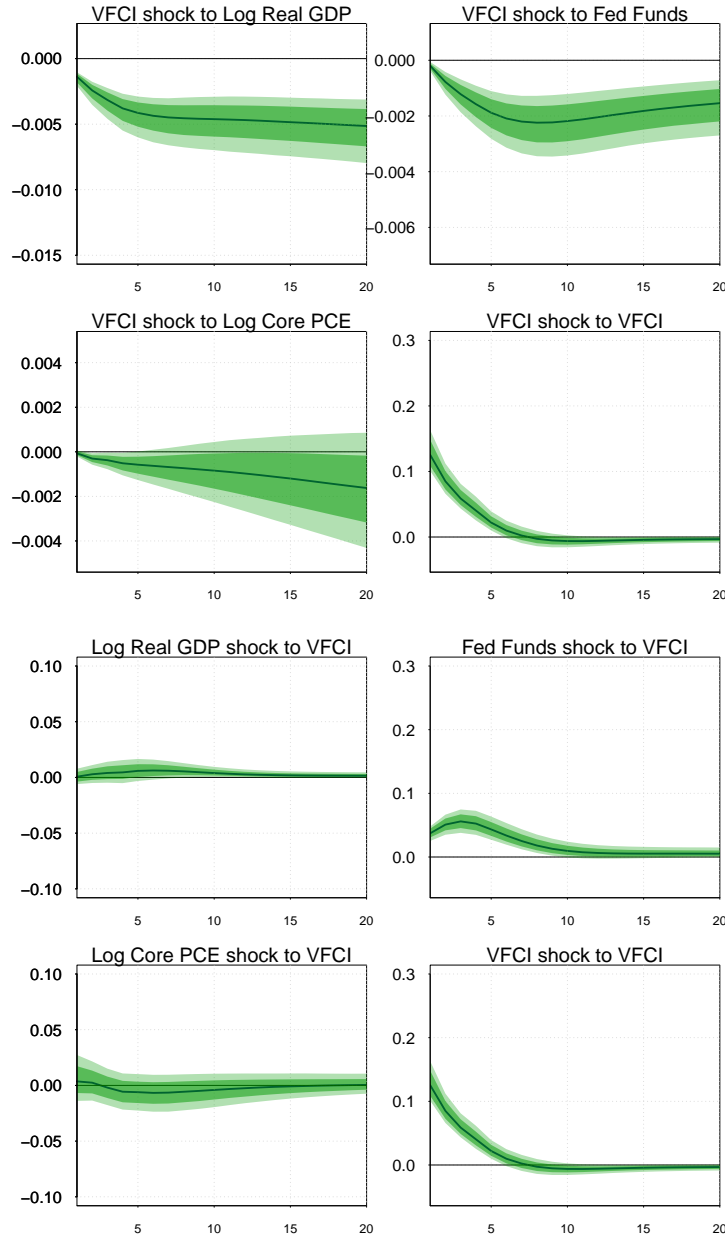 VFCI shock to Log Real GDP
0.000
−0.005
−0.010
−0.015
5 10 15 20
VFCI shock to Fed Funds
0.000
−0.002
−0.004
−0.006
5 10 15 20
VFCI shock to Log Core PCE
0.004
0.002
0.000
−0.002
−0.004
5 10 15 20
VFCI shock to VFCI
0.3
0.2
0.1
0.0
5 10 15 20
Log Real GDP shock to VFCI
0.10
0.05
0.00
−0.05
−0.10
5 10 15 20
Fed Funds shock to VFCI
0.3
0.2
0.1
0.0
5 10 15 20
Log Core PCE shock to VFCI
0.10
0.05
0.00
−0.05
−0.10
5 10 15 20
VFCI shock to VFCI
0.3
0.2
0.1
0.0
5 10 15 20